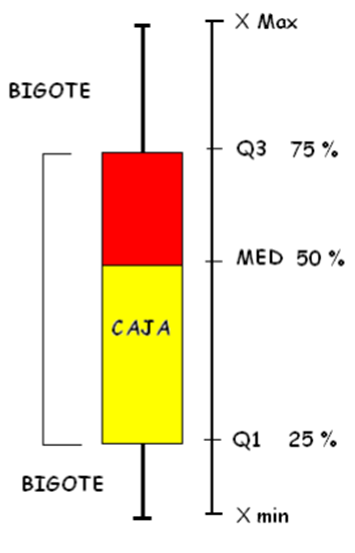 X Max
BIGOTE
Q3 75 %
MED 50 %
CAJA
Q1 25 %
BIGOTE
X min